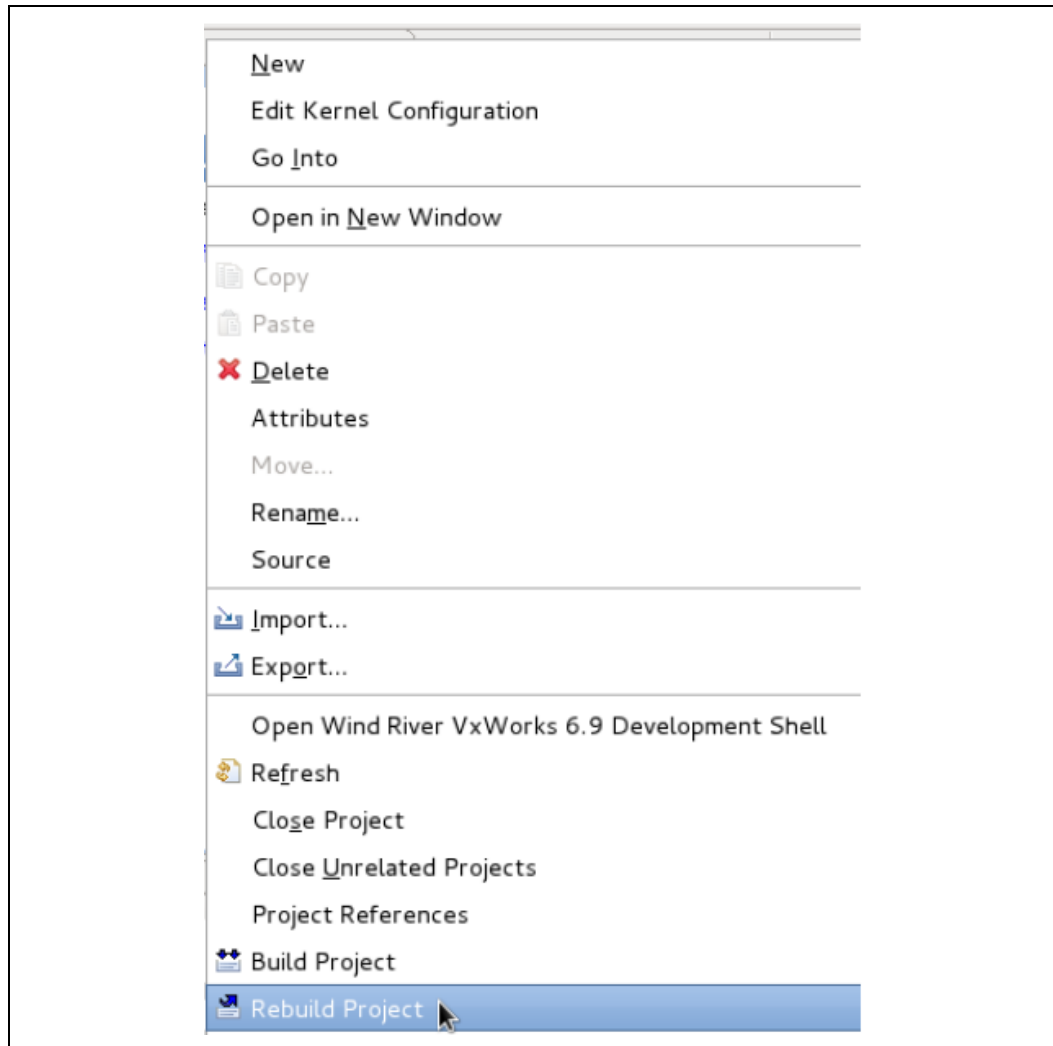 New
Edit Kernel Configuration
Go Into
Open in New Window
Copy
Paste
Delete
Attributes
Move...
Rename...
Source
Import...
Export...
Open Wind River VxWorks 6.9 Development Shell
Refresh
Close Project
Close Unrelated Projects
Project References
Build Project
Rebuild Project